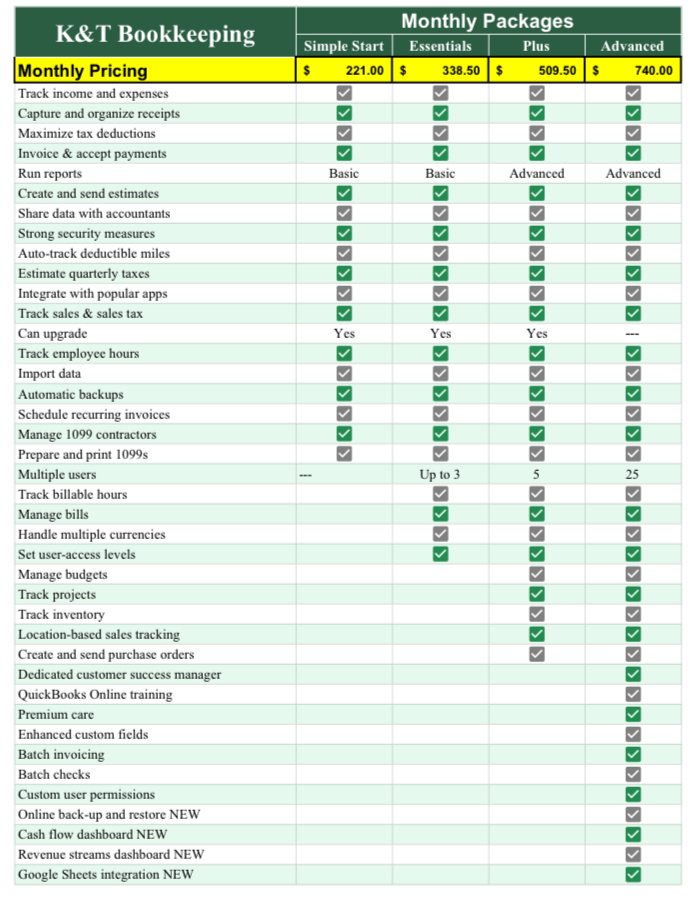 K&T Bookkeeping
Monthly Packages
Simple Start Essentials Plus Advanced
Monthly Pricing $ 221.00 $ 338.50 $ 509.50 $ 740.00
Track income and expenses
Capture and organize receipts
Maximize tax deductions
Invoice & accept payments
Run reports Basic Basic Advanced Advanced
Create and send estimates
Share data with accountants
Strong security measures
Auto-track deductible miles
Estimate quarterly taxes
Integrate with popular apps
Track sales & sales tax
Can upgrade Yes Yes Yes ---
Track employee hours
Import data
Automatic backups
Schedule recurring invoices
Manage 1099 contractors
Prepare and print 1099s
Multiple users --- Up to 3 5 25
Track billable hours
Manage bills
Handle multiple currencies
Set user-access levels
Manage budgets
Track projects
Track inventory
Location-based sales tracking
Create and send purchase orders
Dedicated customer success manager
QuickBooks Online training
Premium care
Enhanced custom fields
Batch invoicing
Batch checks
Custom user permissions
Online back-up and restore NEW
Cash flow dashboard NEW
Revenue streams dashboard NEW
Google Sheets integration NEW